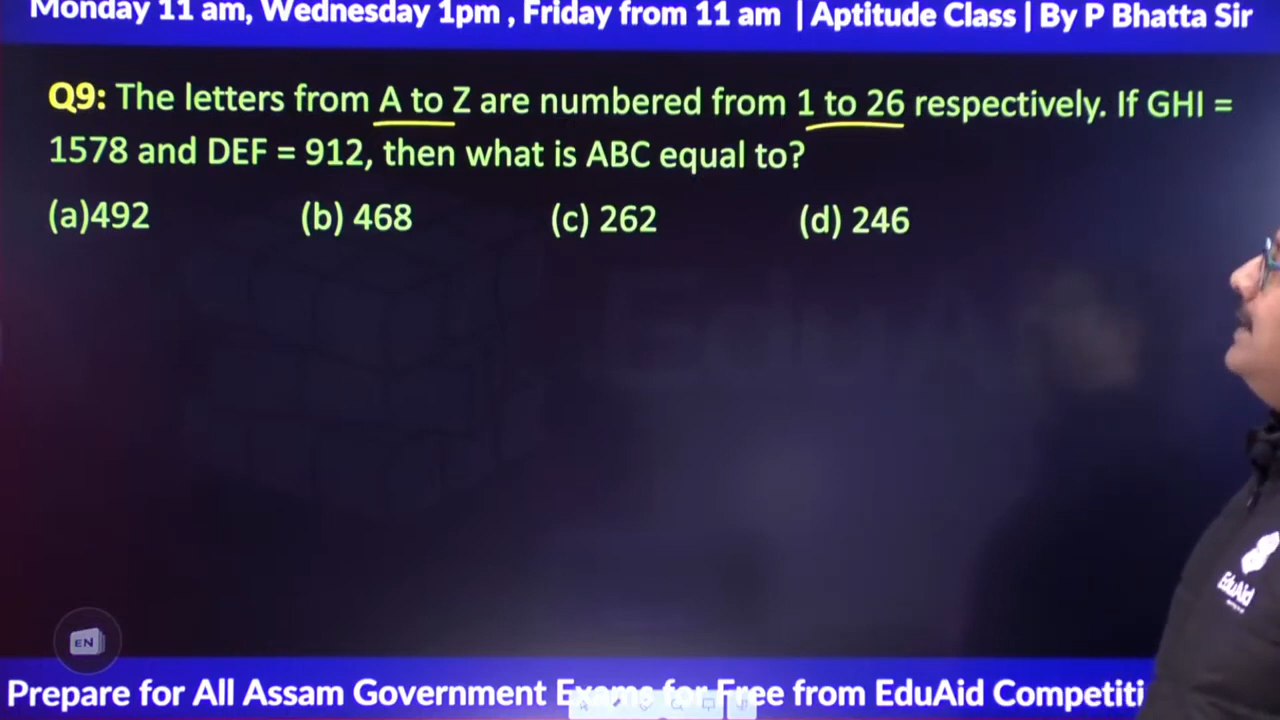 Monday 11 am, Wednesday 1pm , Friday from 11 am | Aptitude Class | By P Bhatta Sir
Q9: The letters from A to Z are numbered from 1 to 26 respectively. If GHI =
1578 and DEF = 912, then what is ABC equal to?
(a)492 (b) 468 (c) 262 (d) 246
EduAid
EN
Prepare for All Assam Government Exams for Free from EduAid Competiti